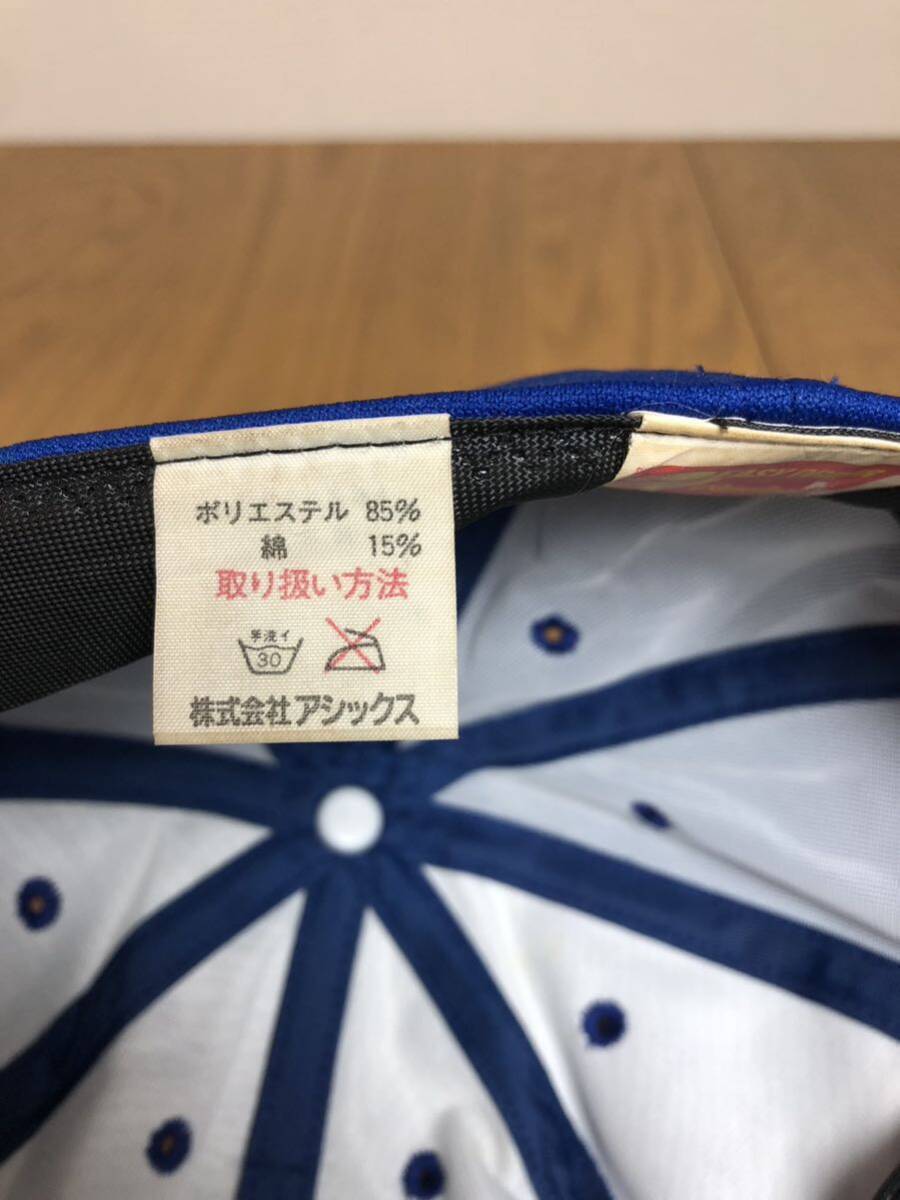 ポリエステル 85%
綿 15%
取り扱い方法
手洗イ
30
株式会社アシックス